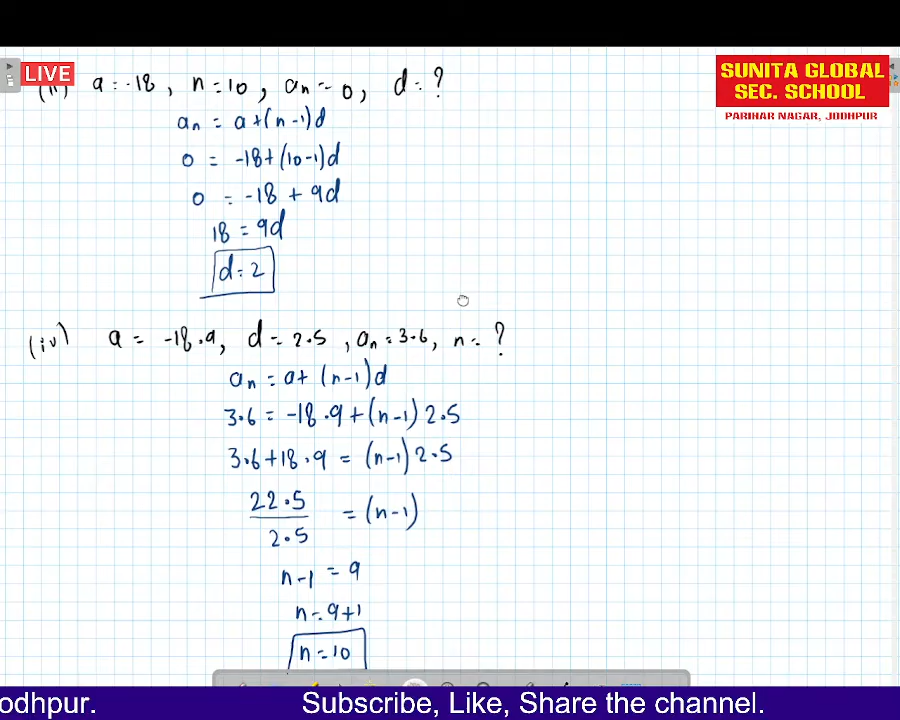 LIVE
(ii) a = -18, n = 10, an = 0, d = ?
SUNITA GLOBAL
SEC. SCHOOL
PARIHAR NAGAR, JODHPUR
an = a+(n-1)d
0 = -18+(10-1)d
0 = -18 + 9d
18 = 9d
d = 2
(iv) a = -18.9, d = 2.5, an = 3.6, n = ?
an = a+ (n-1)d
3.6 = -18.9 + (n-1) 2.5
3.6+18.9 = (n-1) 2.5
22.5
2.5
= (n-1)
n-1 = 9
n = 9+1
n = 10
odhpur. Subscribe, Like, Share the channel.